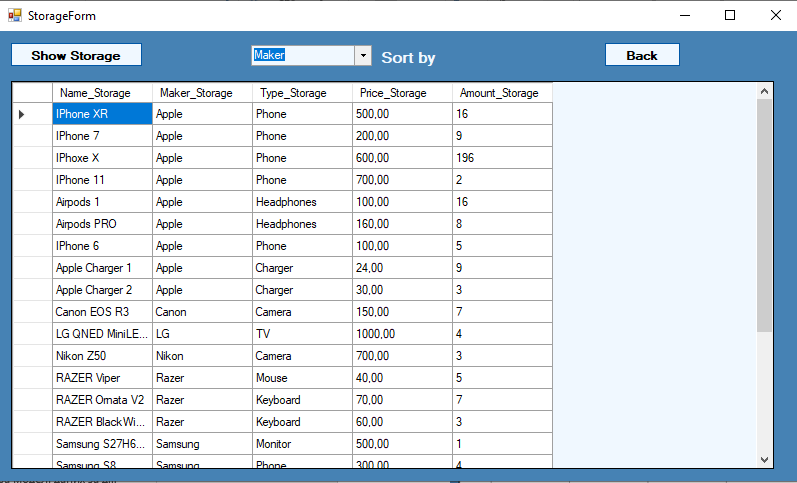 StorageForm
Show Storage Maker Sort by Back
Name_Storage Maker_Storage Type_Storage Price_Storage Amount_Storage
IPhone XR Apple Phone 500,00 16
IPhone 7 Apple Phone 200,00 9
IPhoxe X Apple Phone 600,00 196
IPhone 11 Apple Phone 700,00 2
Airpods 1 Apple Headphones 100,00 16
Airpods PRO Apple Headphones 160,00 8
IPhone 6 Apple Phone 100,00 5
Apple Charger 1 Apple Charger 24,00 9
Apple Charger 2 Apple Charger 30,00 3
Canon EOS R3 Canon Camera 150,00 7
LG QNED MiniLE... LG TV 1000,00 4
Nikon Z50 Nikon Camera 700,00 3
RAZER Viper Razer Mouse 40,00 5
RAZER Ornata V2 Razer Keyboard 70,00 7
RAZER BlackWi... Razer Keyboard 60,00 3
Samsung S27H6... Samsung Monitor 500,00 1
Samsung S8 Samsung Phone 300,00 4